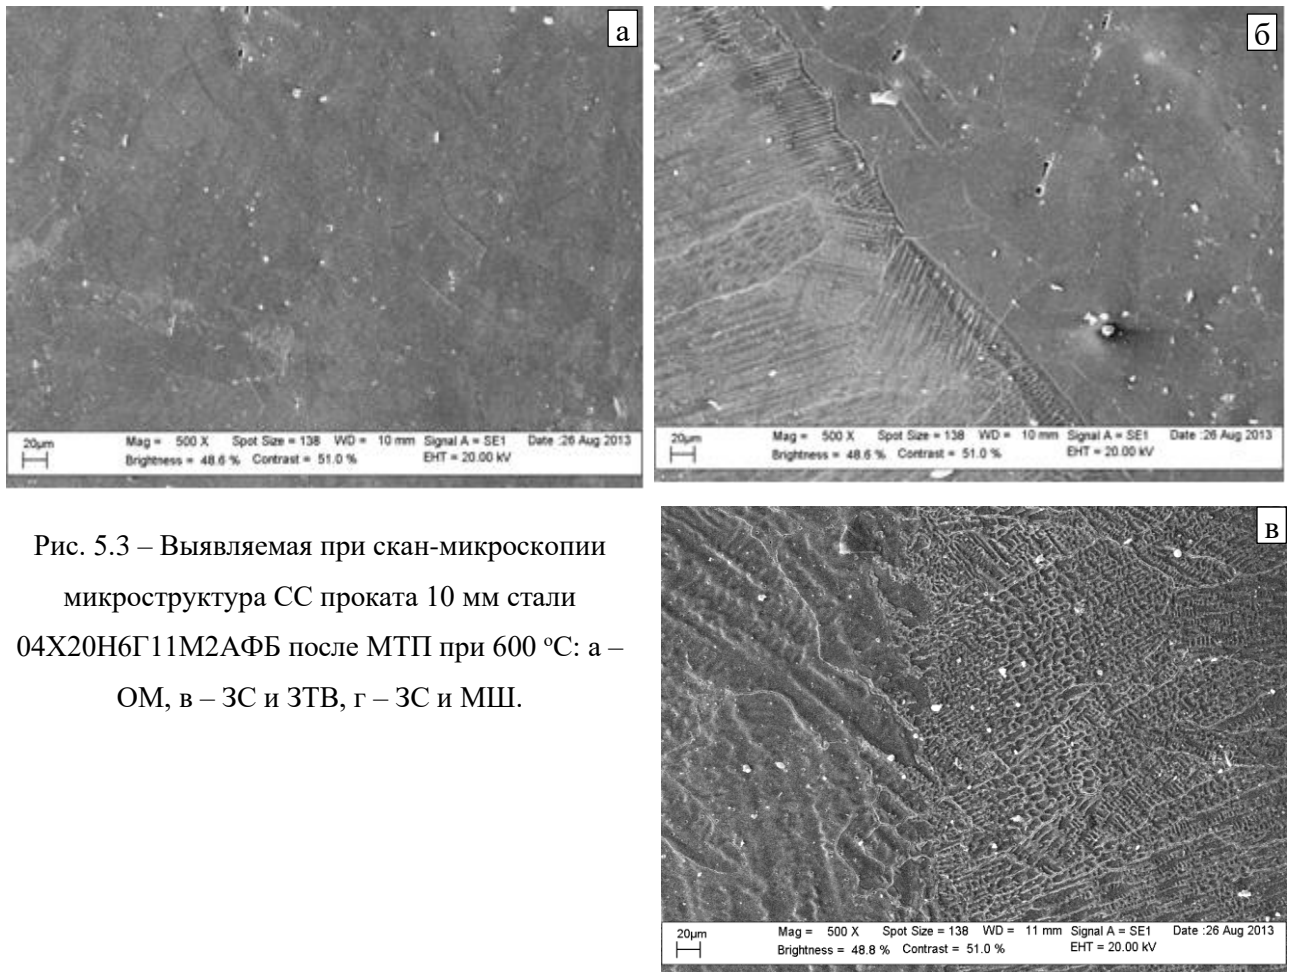 а
20µm
Mag = 500 X Spot Size = 138 WD = 10 mm Signal A = SE1 Date :26 Aug 2013
Brightness = 48.6 % Contrast = 51.0 % EHT = 20.00 kV
б
20µm
Mag = 500 X Spot Size = 138 WD = 10 mm Signal A = SE1 Date :26 Aug 2013
Brightness = 48.6 % Contrast = 51.0 % EHT = 20.00 kV
Рис. 5.3 – Выявляемая при скан-микроскопии
микроструктура СС проката 10 мм стали
04Х20Н6Г11М2АФБ после МТП при 600 °С: а –
ОМ, в – ЗС и ЗТВ, г – ЗС и МШ.
в
20µm
Mag = 500 X Spot Size = 138 WD = 11 mm Signal A = SE1 Date :26 Aug 2013
Brightness = 48.8 % Contrast = 51.0 % EHT = 20.00 kV